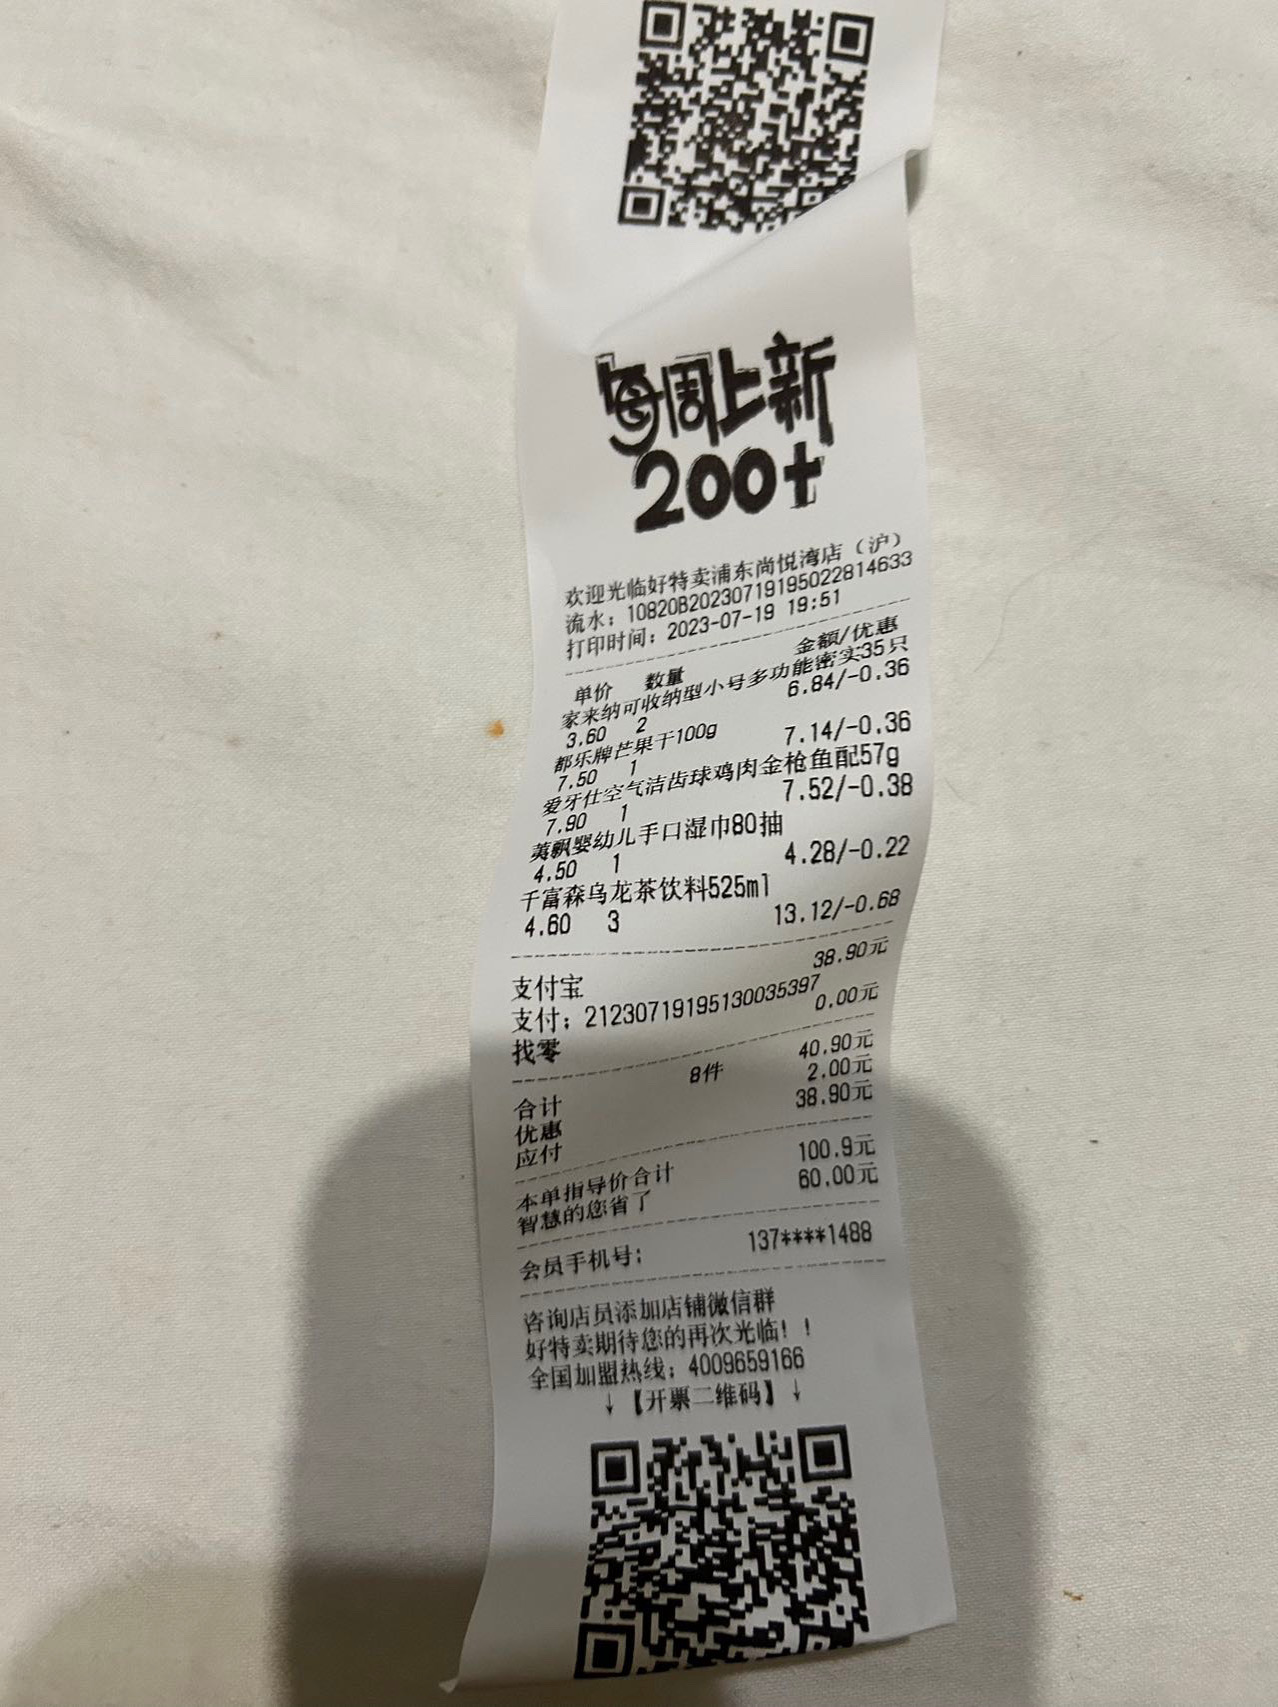 每周上新
200+
欢迎光临好特卖浦东尚悦湾店（沪）
流水：10820B20230719195022814633
打印时间：2023-07-19 19:51
单价 数量 金额/优惠
家来纳可收纳型小号多功能密实35只
3.60 2 6.84/-0.36
都乐牌芒果干100g
7.50 1 7.14/-0.36
爱牙仕空气洁齿球鸡肉金枪鱼配57g
7.90 1 7.52/-0.38
荑飘婴幼儿手口湿巾80抽
4.50 1 4.28/-0.22
千富森乌龙茶饮料525ml
4.60 3 13.12/-0.68
支付宝 38.90元
支付：21230719195130035397
找零 0.00元
合计 8件 40.90元
优惠 2.00元
应付 38.90元
本单指导价合计 100.9元
智慧的您省了 60.00元
会员手机号： 137****1488
咨询店员添加店铺微信群
好特卖期待您的再次光临！！
全国加盟热线：4009659166
↓【开票二维码】↓